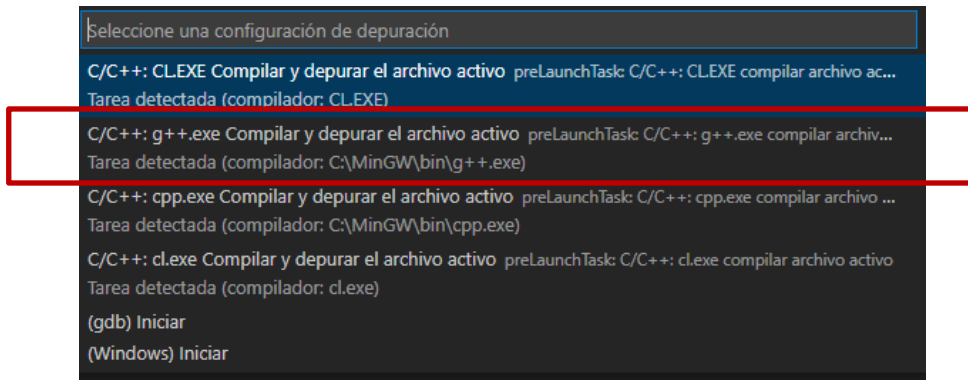 Seleccione una configuración de depuración
C/C++: CL.EXE Compilar y depurar el archivo activo preLaunchTask: C/C++: CL.EXE compilar archivo ac...
Tarea detectada (compilador: CL.EXE)
C/C++: g++.exe Compilar y depurar el archivo activo preLaunchTask: C/C++: g++.exe compilar archiv...
Tarea detectada (compilador: C:\MinGW\bin\g++.exe)
C/C++: cpp.exe Compilar y depurar el archivo activo preLaunchTask: C/C++: cpp.exe compilar archivo ...
Tarea detectada (compilador: C:\MinGW\bin\cpp.exe)
C/C++: cl.exe Compilar y depurar el archivo activo preLaunchTask: C/C++: cl.exe compilar archivo activo
Tarea detectada (compilador: cl.exe)
(gdb) Iniciar
(Windows) Iniciar